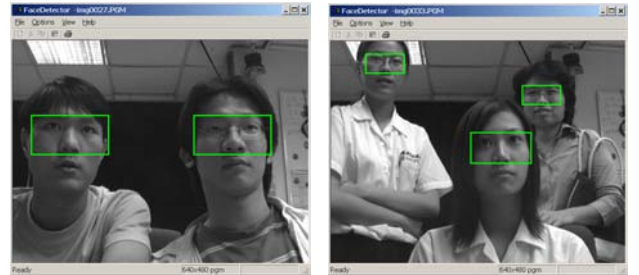 FaceDetector -img0027.PGM
File Options View Help
Ready 640x480 pgm
FaceDetector -img0033.PGM
File Options View Help
Ready 640x480 pgm